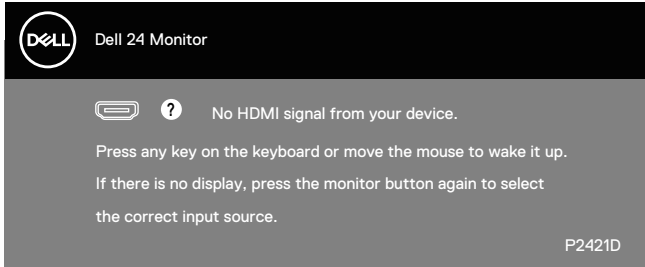 DELL
Dell 24 Monitor
? No HDMI signal from your device.
Press any key on the keyboard or move the mouse to wake it up.
If there is no display, press the monitor button again to select
the correct input source.
P2421D